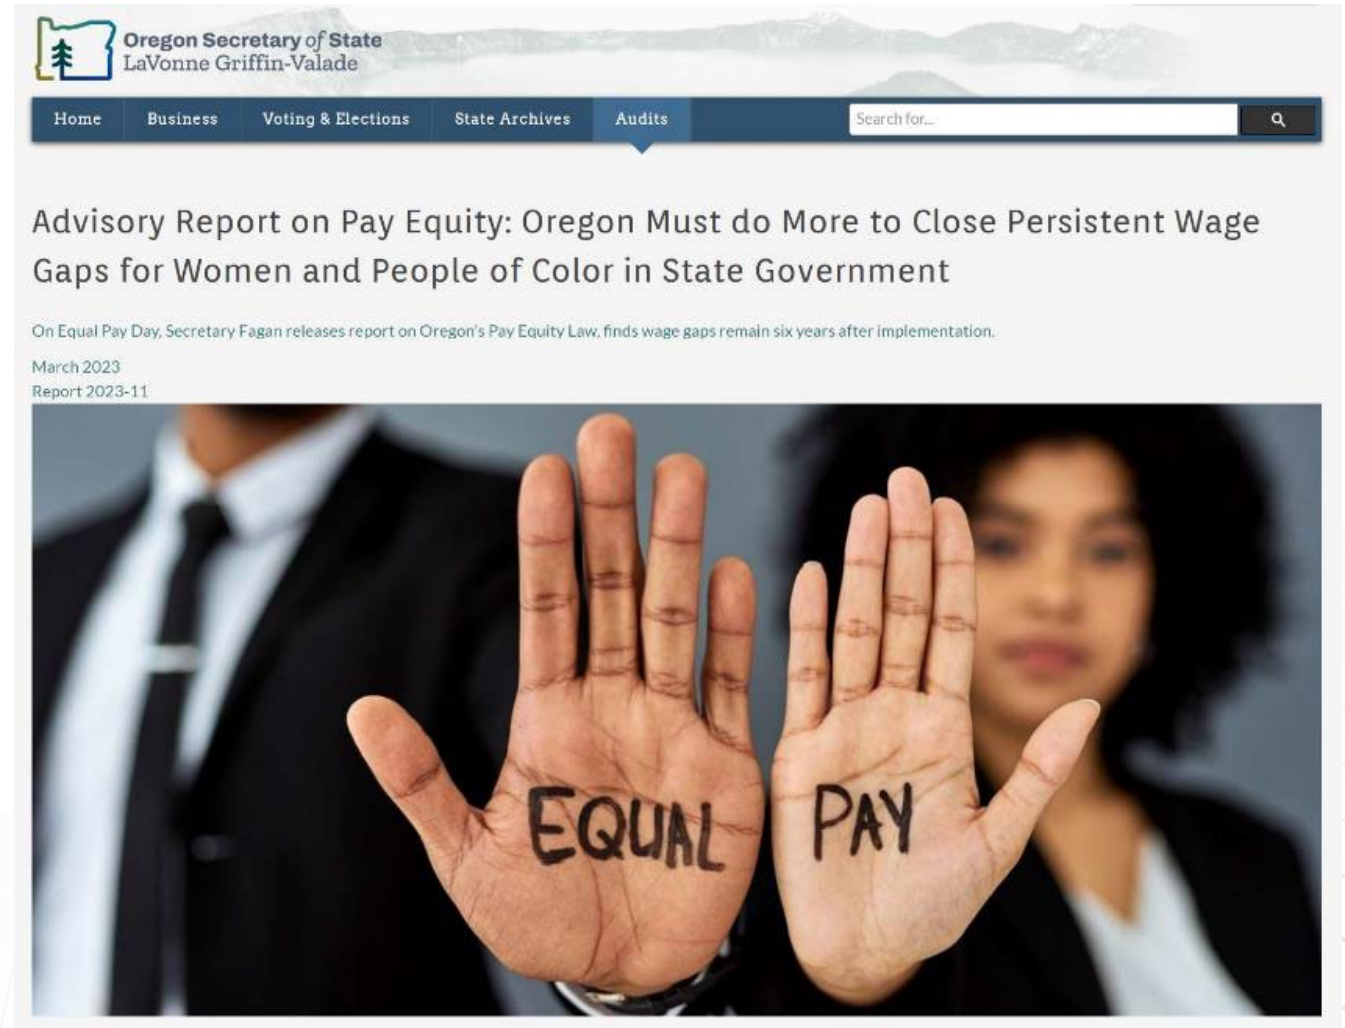 Oregon Secretary of State
LaVonne Griffin-Valade
Home Business Voting & Elections State Archives Audits Search for...
Advisory Report on Pay Equity: Oregon Must do More to Close Persistent Wage
Gaps for Women and People of Color in State Government
On Equal Pay Day, Secretary Fagan releases report on Oregon's Pay Equity Law, finds wage gaps remain six years after implementation.
March 2023
Report 2023-11
EQUAL PAY